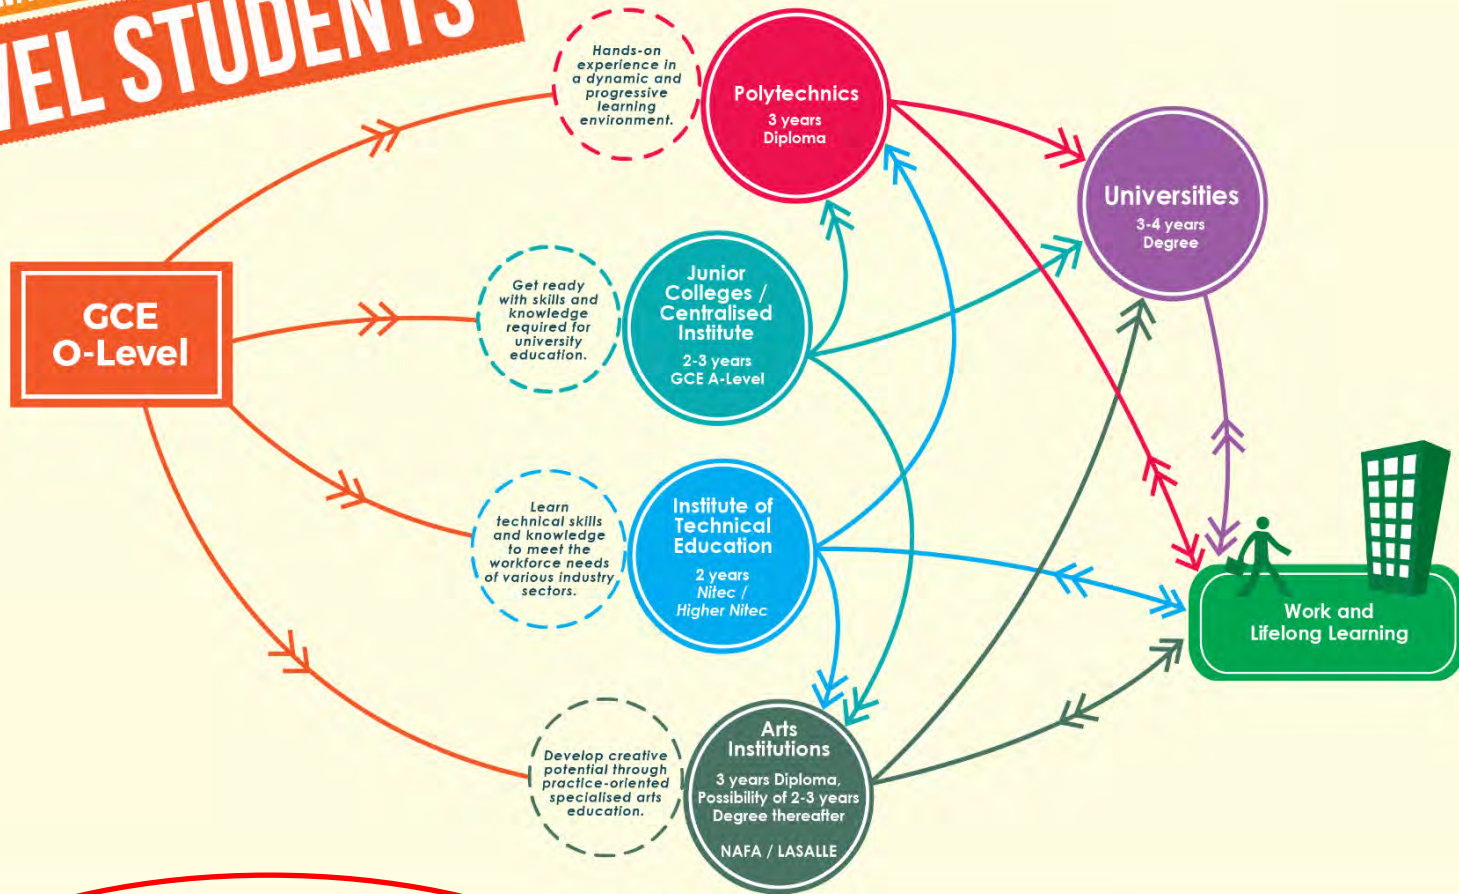 STUDENTS
Hands-on
experience in
a dynamic and
progressive
learning
environment.
Polytechnics
3 years
Diploma
Universities
3-4 years
Degree
GCE
O-Level
Get ready
with skills and
knowledge
required for
university
education.
Junior
Colleges /
Centralised
Institute
2-3 years
GCE A-Level
Learn
technical skills
and knowledge
to meet the
workforce needs
of various industry
sectors.
Institute of
Technical
Education
2 years
Nitec /
Higher Nitec
Work and
Lifelong Learning
Develop creative
potential through
practice-oriented
specialised arts
education.
Arts
Institutions
3 years Diploma,
Possibility of 2-3 years
Degree thereafter
NAFA / LASALLE